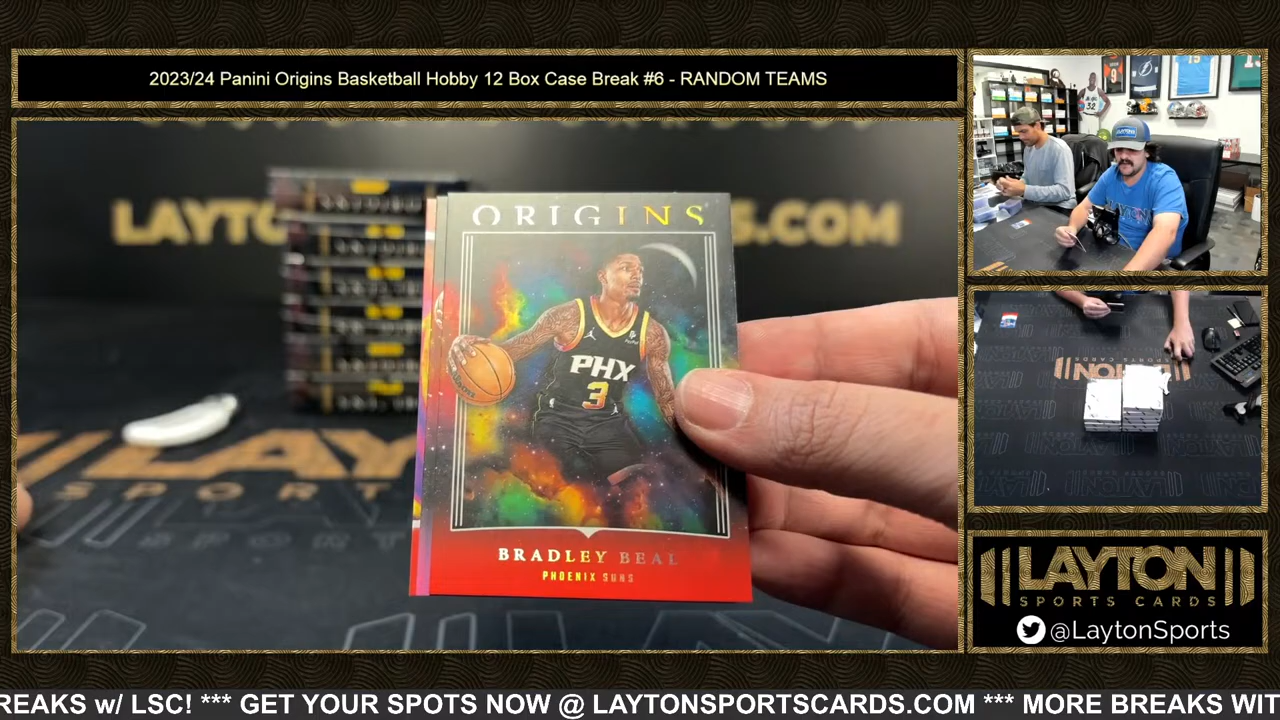 2023/24 Panini Origins Basketball Hobby 12 Box Case Break #6 - RANDOM TEAMS
ORIGINS
PHX
3
BRADLEY BEAL
PHOENIX SUNS
LAYTON
SPORTS CARDS
@LaytonSports
REAKS w/ LSC! *** GET YOUR SPOTS NOW @ LAYTONSPORTSCARDS.COM *** MORE BREAKS WIT